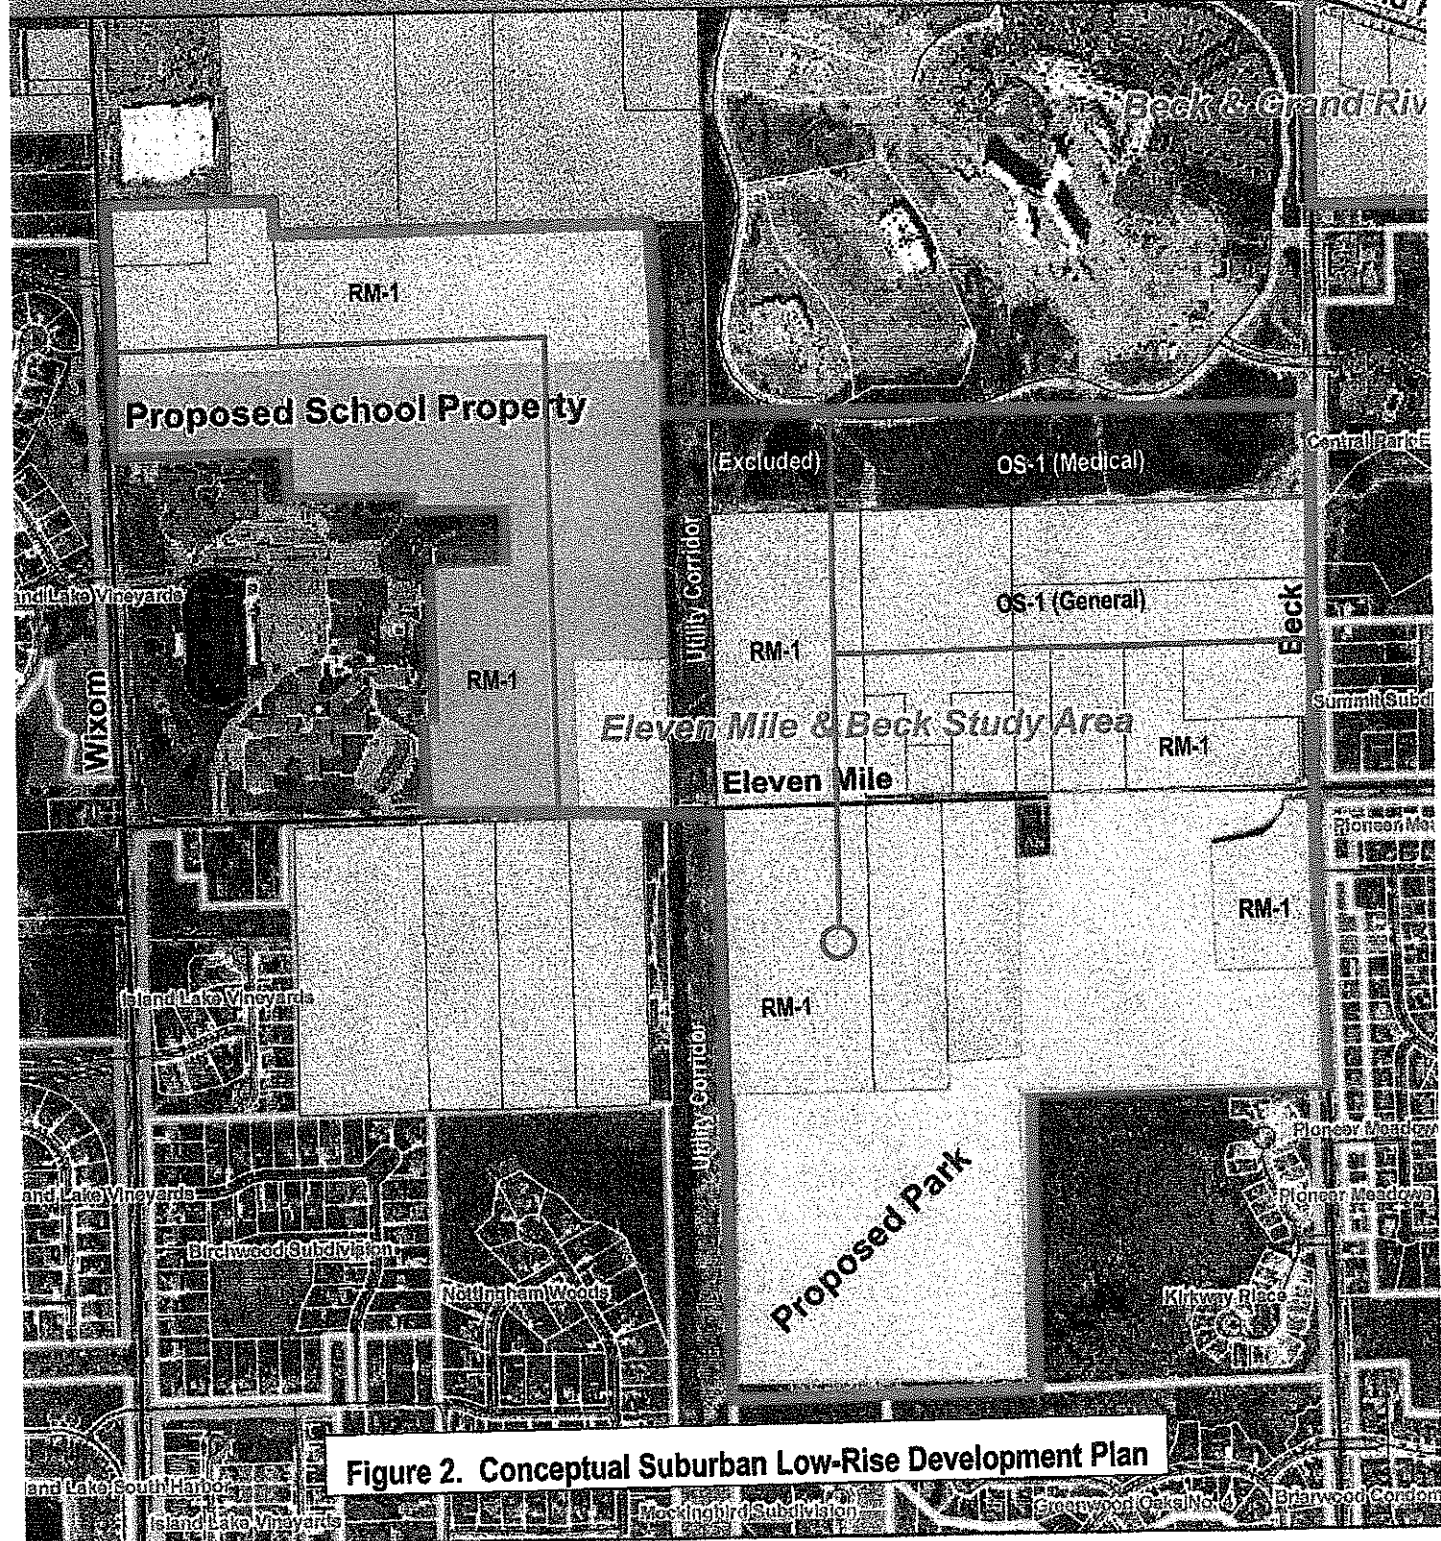 Beck & Grand Riv
RM-1
Proposed School Property
Central Park E
(Excluded)
OS-1 (Medical)
Utility Corridor
and Lake Vineyards
OS-1 (General)
Beck
RM-1
RM-1
Wixom
Summit Subd
Eleven Mile & Beck Study Area
RM-1
Eleven Mile
Pioneer Me
RM-1
Island Lake Vineyards
RM-1
Utility Corridor
Pioneer Meadow
Proposed Park
and Lake Vineyards
Pioneer Meadows
Birchwood Subdivision
Nottingham Woods
Kirkway Place
Figure 2. Conceptual Suburban Low-Rise Development Plan
and Lake South Harbor
Island Lake Vineyards
Mockingbird Subdivision
Greenwood Oaks No 4
Briarwood Condom